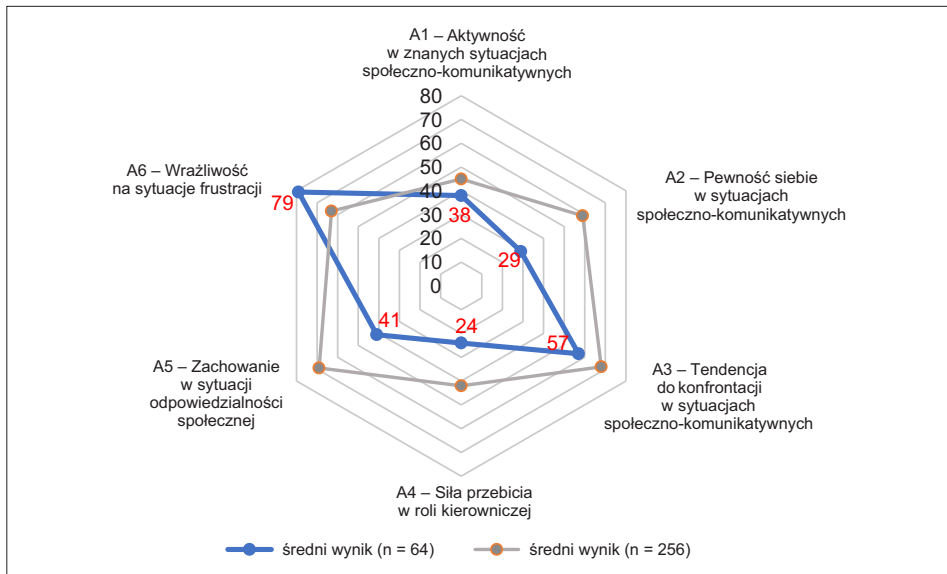 A1 – Aktywność
w znanych sytuacjach
społeczno-komunikatywnych
80
70
60
50
40
30
20
10
0
A6 – Wrażliwość
na sytuacje frustracji
79
38
A2 – Pewność siebie
w sytuacjach
społeczno-komunikatywnych
29
41
24
57
A5 – Zachowanie
w sytuacji
odpowiedzialności
społecznej
A3 – Tendencja
do konfrontacji
w sytuacjach
społeczno-komunikatywnych
A4 – Siła przebicia
w roli kierowniczej
średni wynik (n = 64)
średni wynik (n = 256)